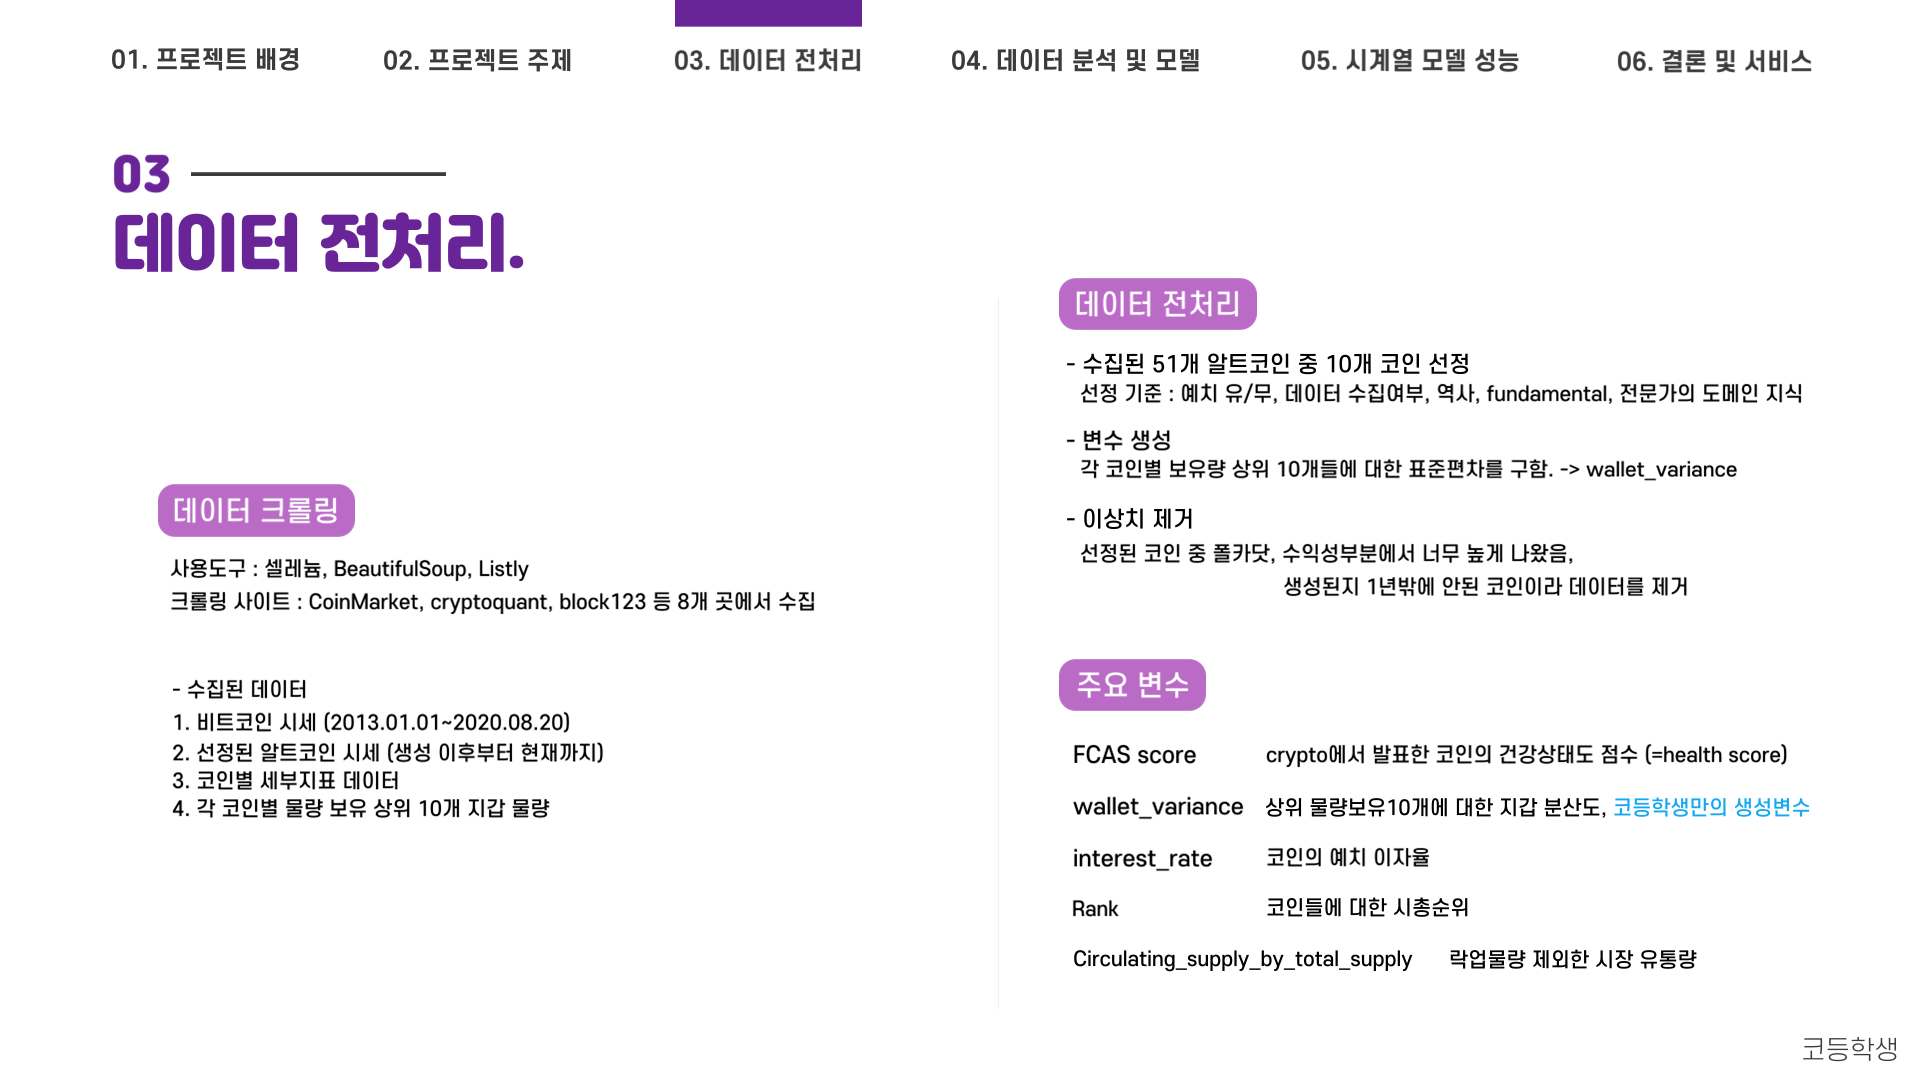 01. 프로젝트 배경
02. 프로젝트 주제
03. 데이터 전처리
04. 데이터 분석 및 모델
05. 시계열 모델 성능
06. 결론 및 서비스
03
데이터 전처리.
데이터 크롤링
사용도구 : 셀레늄, BeautifulSoup, Listly
크롤링 사이트 : CoinMarket, cryptoquant, block123 등 8개 곳에서 수집
- 수집된 데이터
1. 비트코인 시세 (2013.01.01~2020.08.20)
2. 선정된 알트코인 시세 (생성 이후부터 현재까지)
3. 코인별 세부지표 데이터
4. 각 코인별 물량 보유 상위 10개 지갑 물량
데이터 전처리
- 수집된 51개 알트코인 중 10개 코인 선정
선정 기준 : 예치 유/무, 데이터 수집여부, 역사, fundamental, 전문가의 도메인 지식
- 변수 생성
각 코인별 보유량 상위 10개들에 대한 표준편차를 구함. -> wallet_variance
- 이상치 제거
선정된 코인 중 폴카닷, 수익성부분에서 너무 높게 나왔음,
생성된지 1년밖에 안된 코인이라 데이터를 제거
주요 변수
FCAS score crypto에서 발표한 코인의 건강상태도 점수 (=health score)
wallet_variance 상위 물량보유10개에 대한 지갑 분산도, 코등학생만의 생성변수
interest_rate 코인의 예치 이자율
Rank 코인들에 대한 시총순위
Circulating_supply_by_total_supply 락업물량 제외한 시장 유통량
코등학생